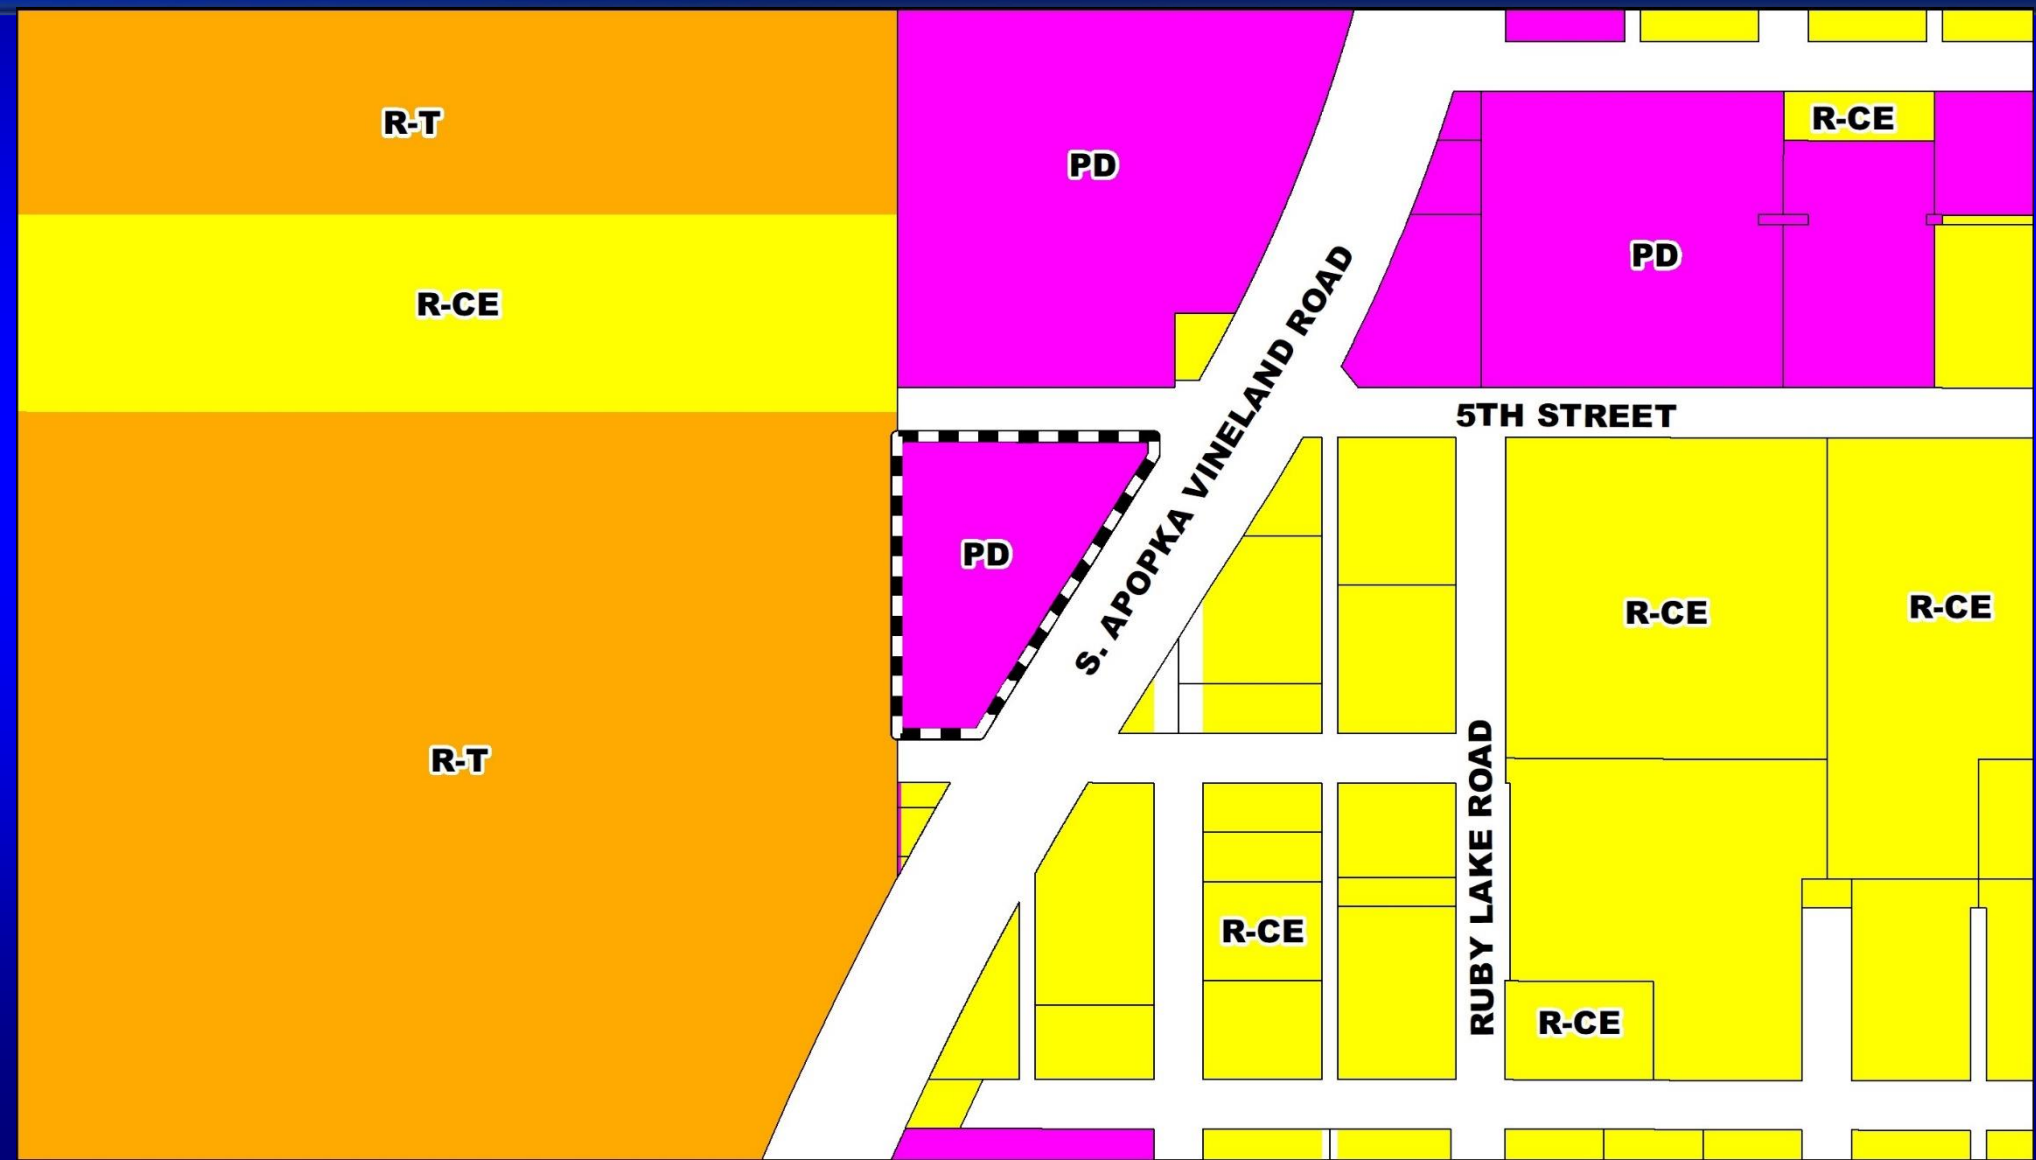 R-T
PD
R-CE
PD
R-CE
S. APOPKA VINELAND ROAD
5TH STREET
PD
R-CE
R-CE
R-T
RUBY LAKE ROAD
R-CE
R-CE